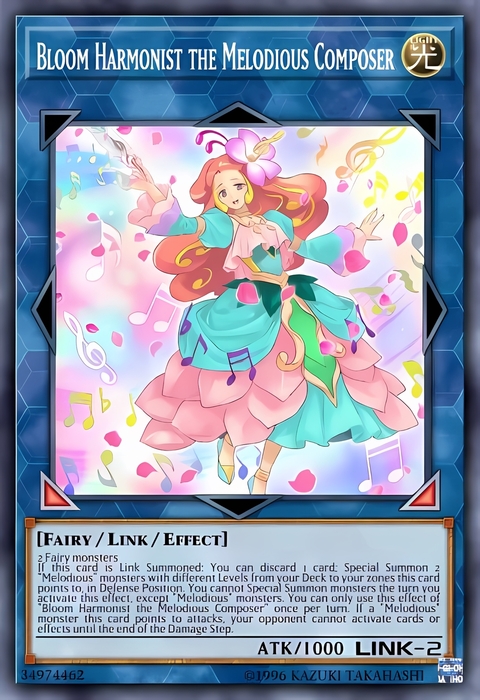 Bloom Harmonist the Melodious Composer
LIGHT
光
[Fairy / Link / Effect]
2 Fairy monsters
If this card is Link Summoned: You can discard 1 card; Special Summon 2
"Melodious" monsters with different Levels from your Deck to your zones this card
points to, in Defense Position. You cannot Special Summon monsters the turn you
activate this effect, except "Melodious" monsters. You can only use this effect of
"Bloom Harmonist the Melodious Composer" once per turn. If a "Melodious"
monster this card points to attacks, your opponent cannot activate cards or
effects until the end of the Damage Step.
ATK/1000 LINK-2
34974462 ©1996 KAZUKI TAKAHASHI